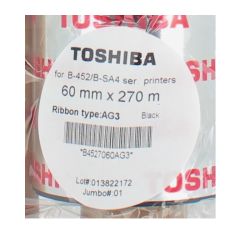 TOSHIBA
for B-452/B-SA4 ser. printers
60 mm x 270 m
Ribbon type:AG3 Black
*B4527060AG3*
Lot#:013822172
Jumbo#:01
TOSHIBA